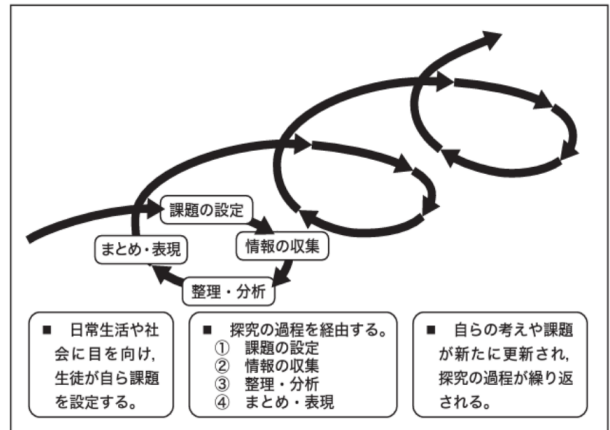 課題の設定
情報の収集
まとめ・表現
整理・分析
■ 日常生活や社
会に目を向け,
生徒が自ら課題
を設定する。
■ 探究の過程を経由する。
① 課題の設定
② 情報の収集
③ 整理・分析
④ まとめ・表現
■ 自らの考えや課題
が新たに更新され,
探究の過程が繰り返
される。